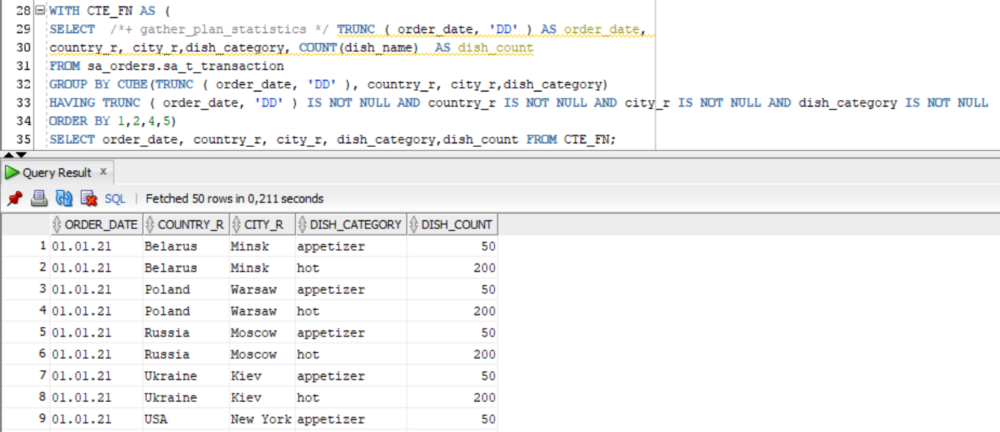 28 WITH CTE_FN AS (
29 SELECT /*+ gather_plan_statistics */ TRUNC ( order_date, 'DD' ) AS order_date,
30 country_r, city_r,dish_category, COUNT(dish_name) AS dish_count
31 FROM sa_orders.sa_t_transaction
32 GROUP BY CUBE(TRUNC ( order_date, 'DD' ), country_r, city_r,dish_category)
33 HAVING TRUNC ( order_date, 'DD' ) IS NOT NULL AND country_r IS NOT NULL AND city_r IS NOT NULL AND dish_category IS NOT NULL
34 ORDER BY 1,2,4,5)
35 SELECT order_date, country_r, city_r, dish_category,dish_count FROM CTE_FN;
Query Result x
SQL | Fetched 50 rows in 0,211 seconds
ORDER_DATE COUNTRY_R CITY_R DISH_CATEGORY DISH_COUNT
1 01.01.21 Belarus Minsk appetizer 50
2 01.01.21 Belarus Minsk hot 200
3 01.01.21 Poland Warsaw appetizer 50
4 01.01.21 Poland Warsaw hot 200
5 01.01.21 Russia Moscow appetizer 50
6 01.01.21 Russia Moscow hot 200
7 01.01.21 Ukraine Kiev appetizer 50
8 01.01.21 Ukraine Kiev hot 200
9 01.01.21 USA New York appetizer 50